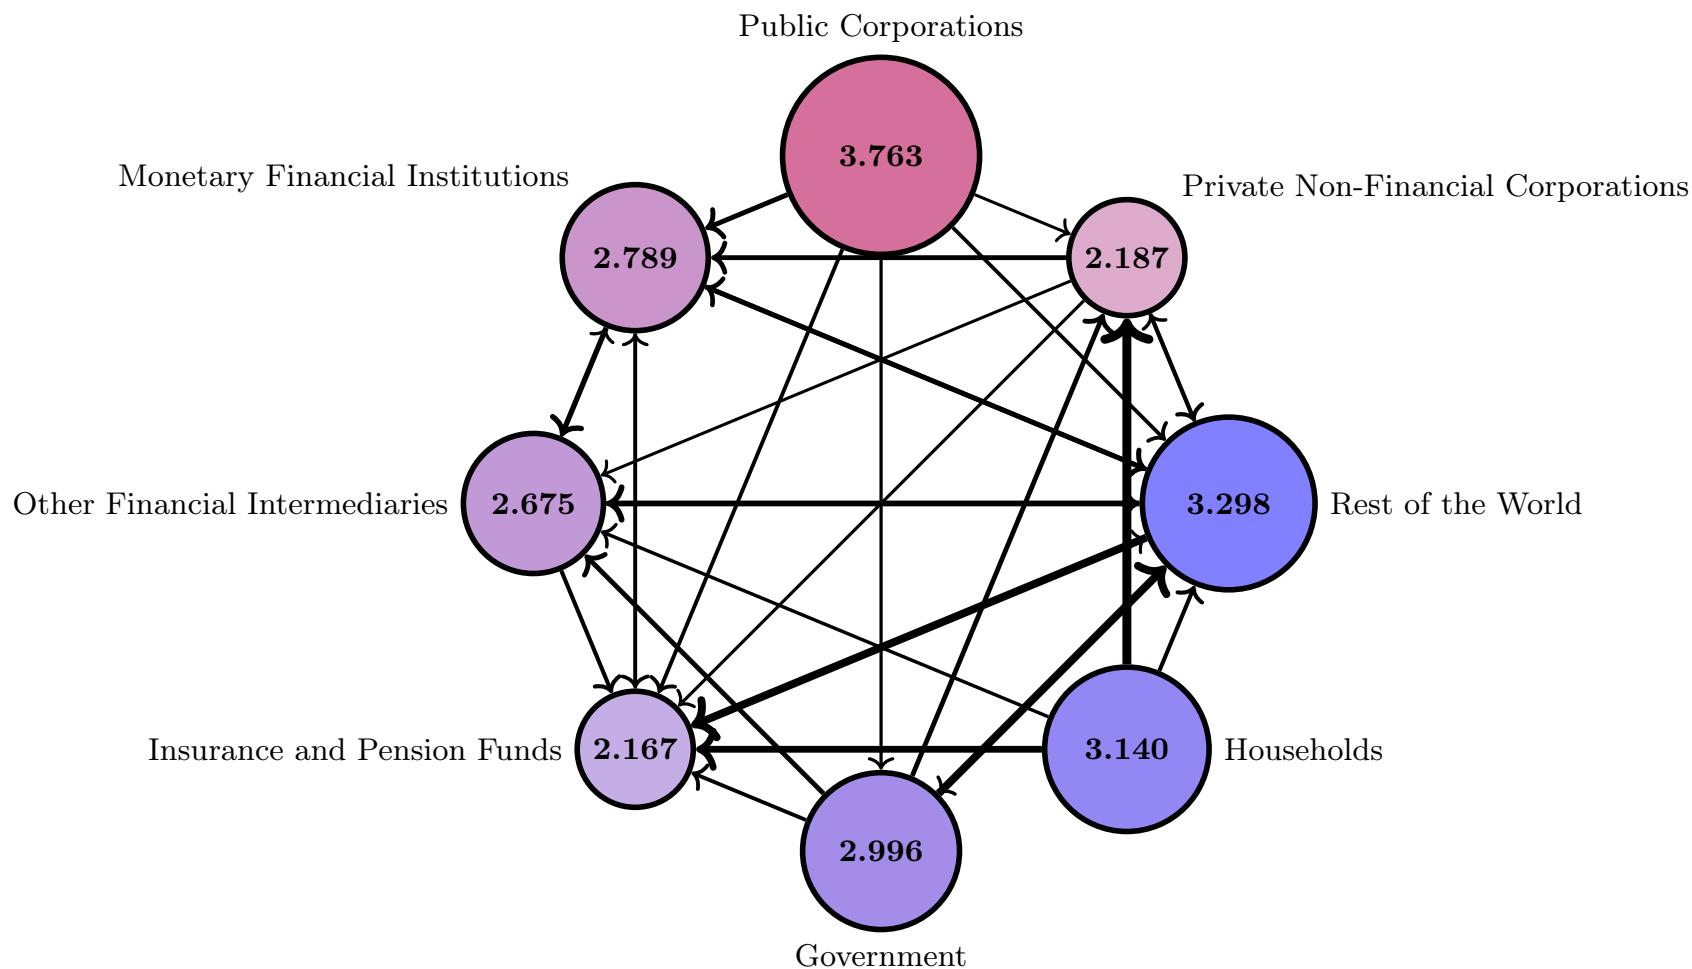 Public Corporations
3.763
Monetary Financial Institutions
Private Non-Financial Corporations
2.789
2.187
Other Financial Intermediaries
2.675
3.298
Rest of the World
Insurance and Pension Funds
2.167
3.140
Households
2.996
Government